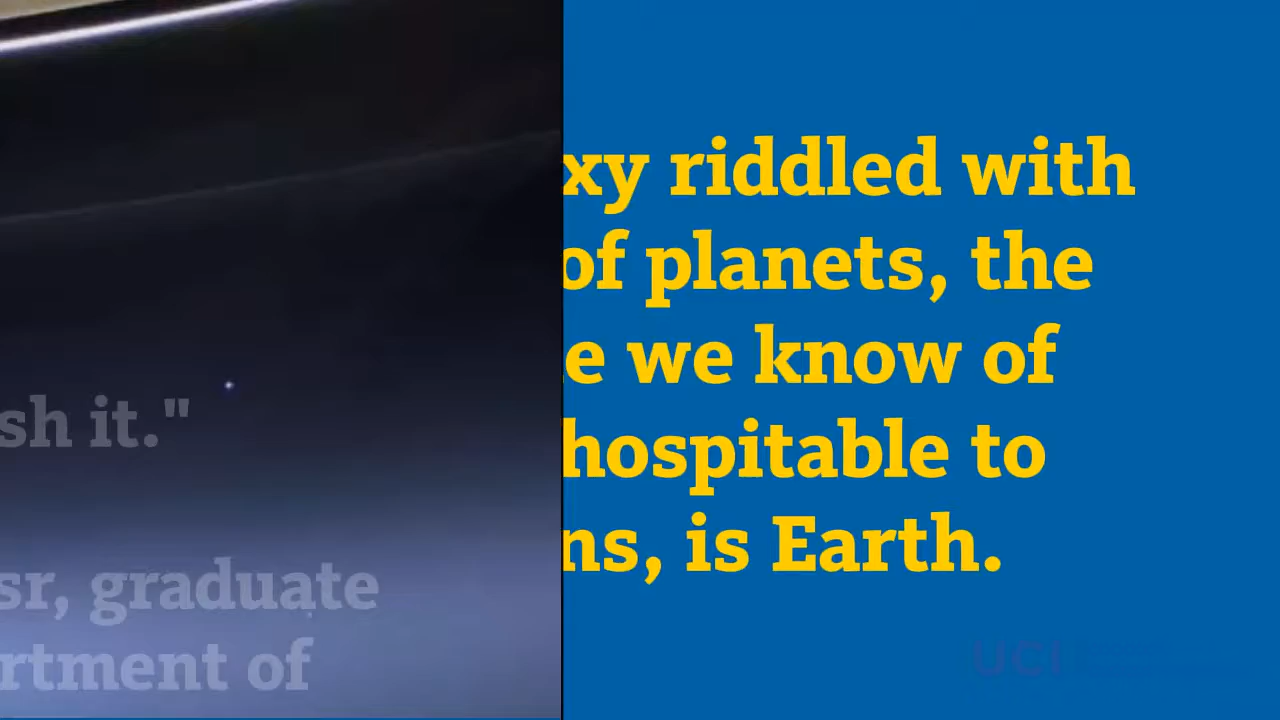 sh it."
sr, graduate
rtment of
xy riddled with
of planets, the
e we know of
hospitable to
ns, is Earth.
UCI